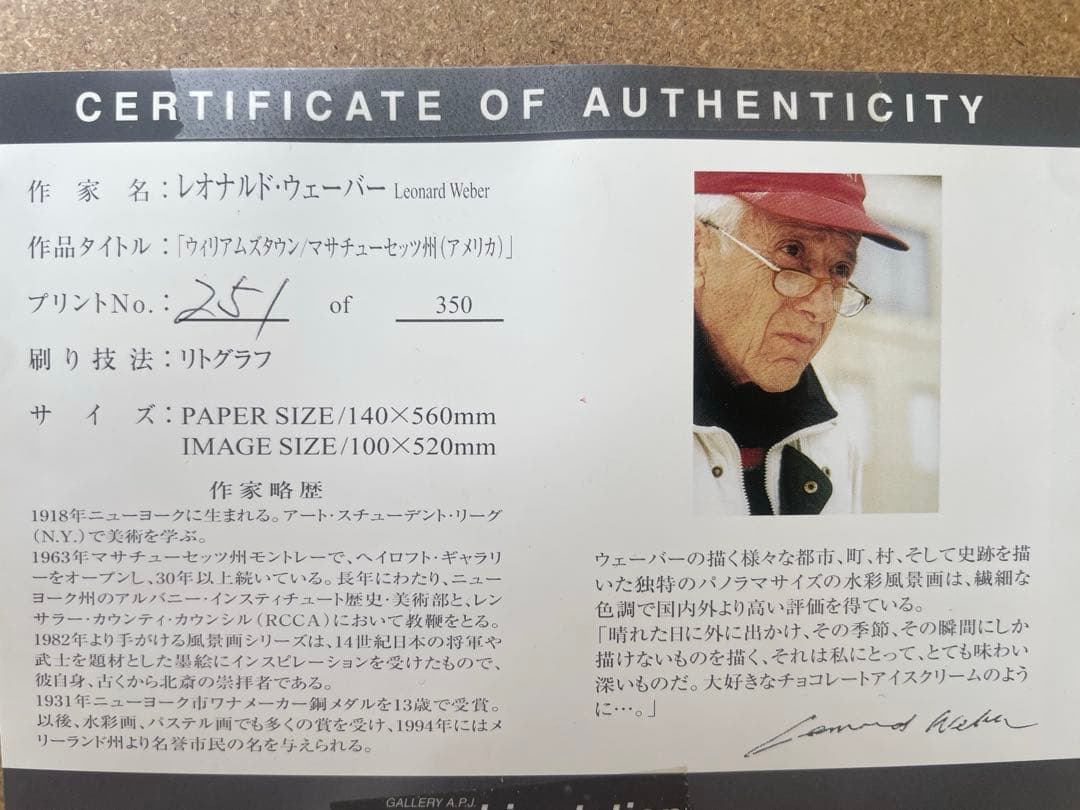 CERTIFICATE OF AUTHENTICITY
作家名：レオナルド・ウェーバー Leonard Weber
作品タイトル：「ウィリアムズタウン/マサチューセッツ州（アメリカ）」
プリントNo.：251 of 350
刷り技法：リトグラフ
サイズ：PAPER SIZE/140×560mm
IMAGE SIZE/100×520mm
作家略歴
1918年ニューヨークに生まれる。アート・スチューデント・リーグ
（N.Y.）で美術を学ぶ。
1963年マサチューセッツ州モントレーで、ヘイロフト・ギャラリ
ーをオープンし、30年以上続いている。長年にわたり、ニュー
ヨーク州のアルバニー・インスティチュート歴史・美術部と、レン
サラー・カウンティ・カウンシル（RCCA）において教鞭をとる。
1982年より手がける風景画シリーズは、14世紀日本の将軍や
武士を題材とした墨絵にインスピレーションを受けたもので、
彼自身、古くから北斎の崇拝者である。
1931年ニューヨーク市ワナメーカー銅メダルを13歳で受賞。
以後、水彩画、パステル画でも多くの賞を受け、1994年にはメ
リーランド州より名誉市民の名を与えられる。
ウェーバーの描く様々な都市、町、村、そして史跡を描
いた独特のパノラマサイズの水彩風景画は、繊細な
色調で国内外より高い評価を得ている。
「晴れた日に外に出かけ、その季節、その瞬間にしか
描けないものを描く、それは私にとって、とても味わい
深いものだ。大好きなチョコレートアイスクリームのよう
に…。」
Leonard Weber
GALLERY A.P.J.